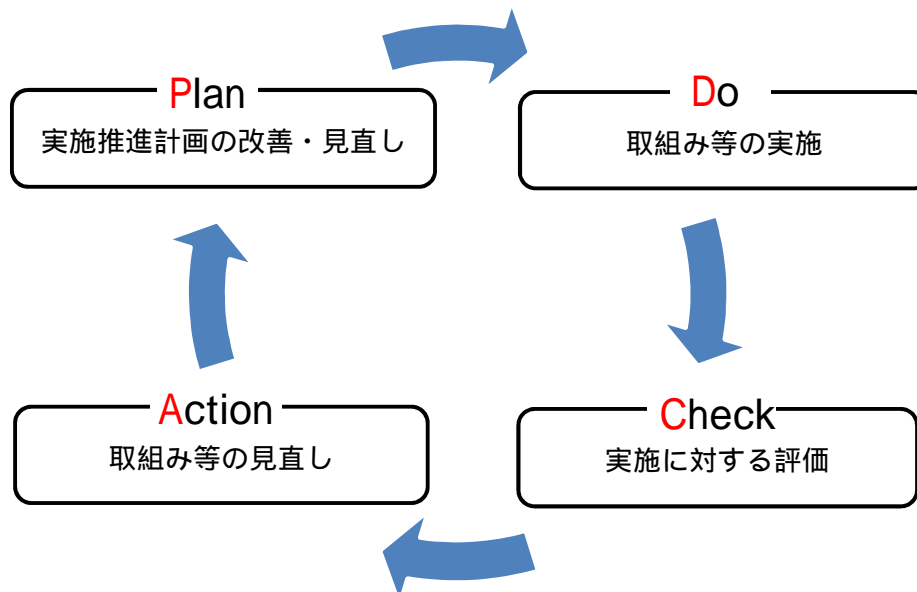 Plan
実施推進計画の改善・見直し
Do
取組み等の実施
Action
取組み等の見直し
Check
実施に対する評価